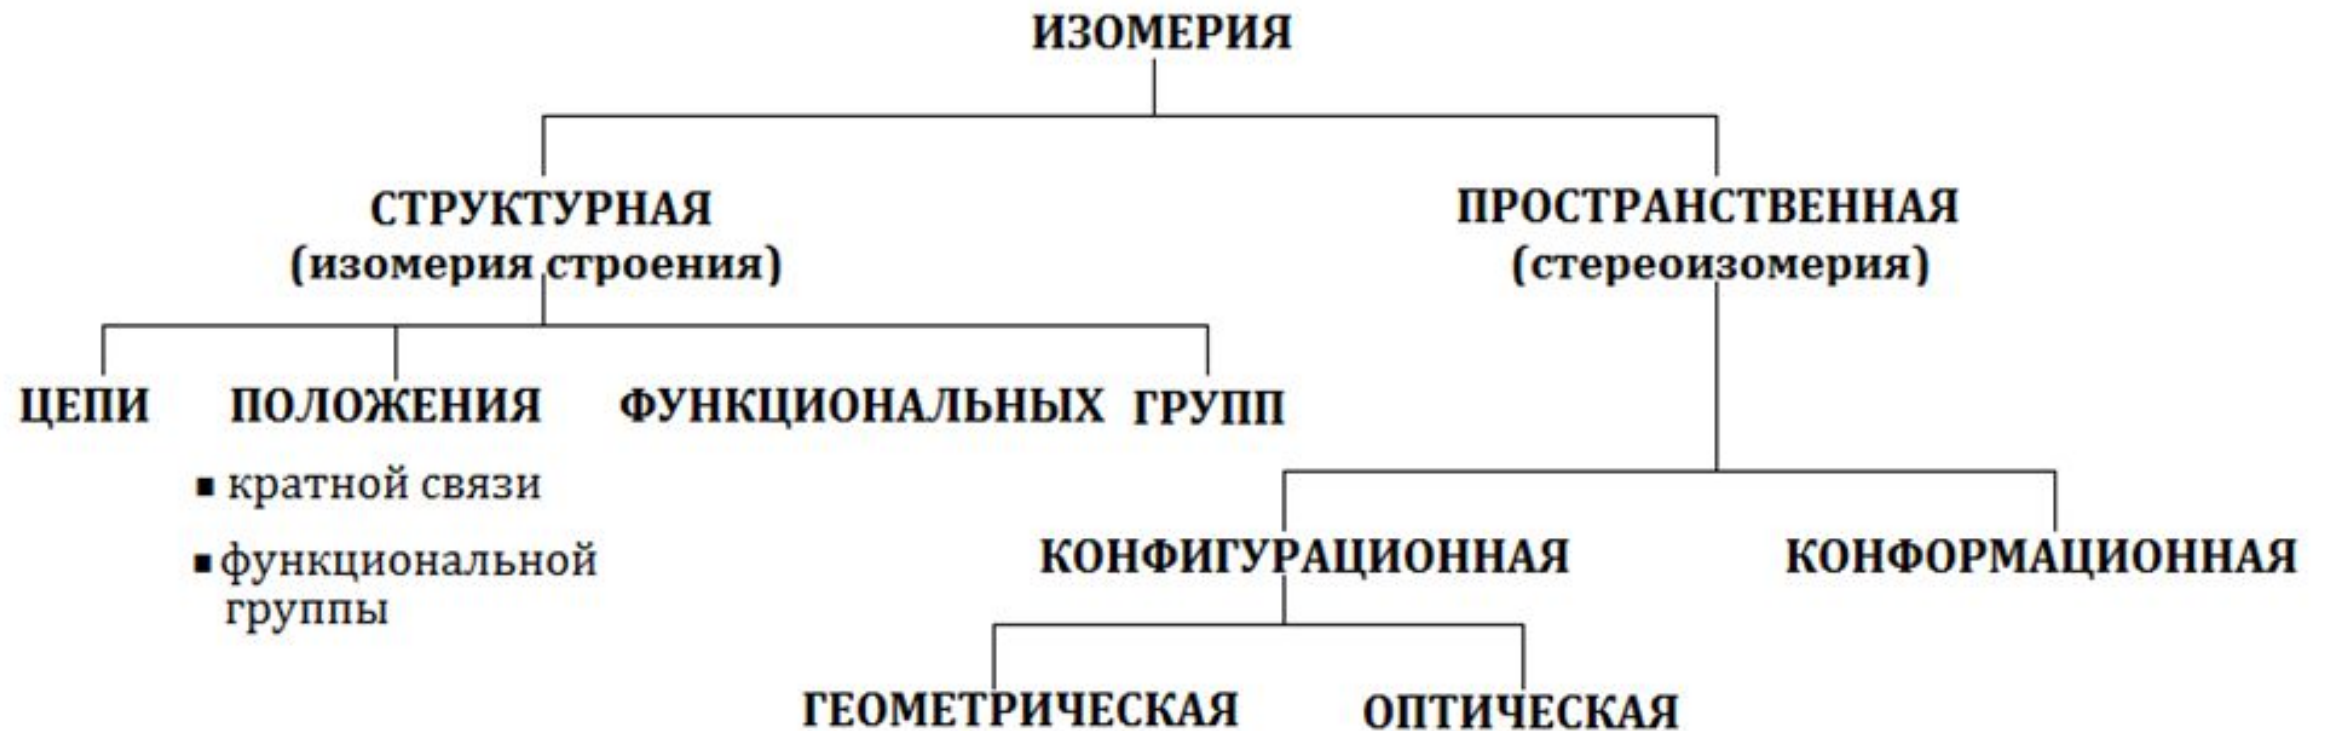 ИЗОМЕРИЯ
СТРУКТУРНАЯ
(изомерия строения)
ПРОСТРАНСТВЕННАЯ
(стереоизомерия)
ЦЕПИ
ПОЛОЖЕНИЯ
ФУНКЦИОНАЛЬНЫХ ГРУПП
▪ кратной связи
▪ функциональной
группы
КОНФИГУРАЦИОННАЯ
КОНФОРМАЦИОННАЯ
ГЕОМЕТРИЧЕСКАЯ
ОПТИЧЕСКАЯ